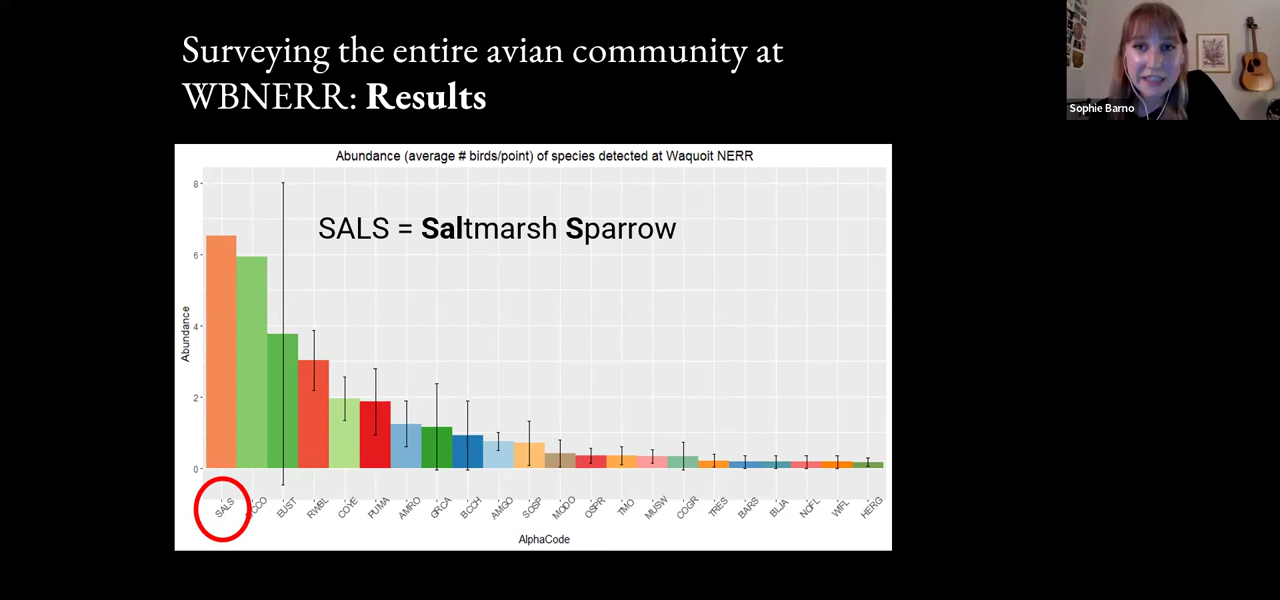 Surveying the entire avian community at
WBNERR: Results
Sophie Barno
Abundance (average # birds/point) of species detected at Waquoit NERR
SALS = Saltmarsh Sparrow
Abundance
8
6
4
2
0
SALS EUST RWBL COYE PUMA AMRO GRCA BCCH AMGO SOSP MODO OSPR TMO MUSW COGR TRES BARS BLJA NOFL WIFL HERG
AlphaCode